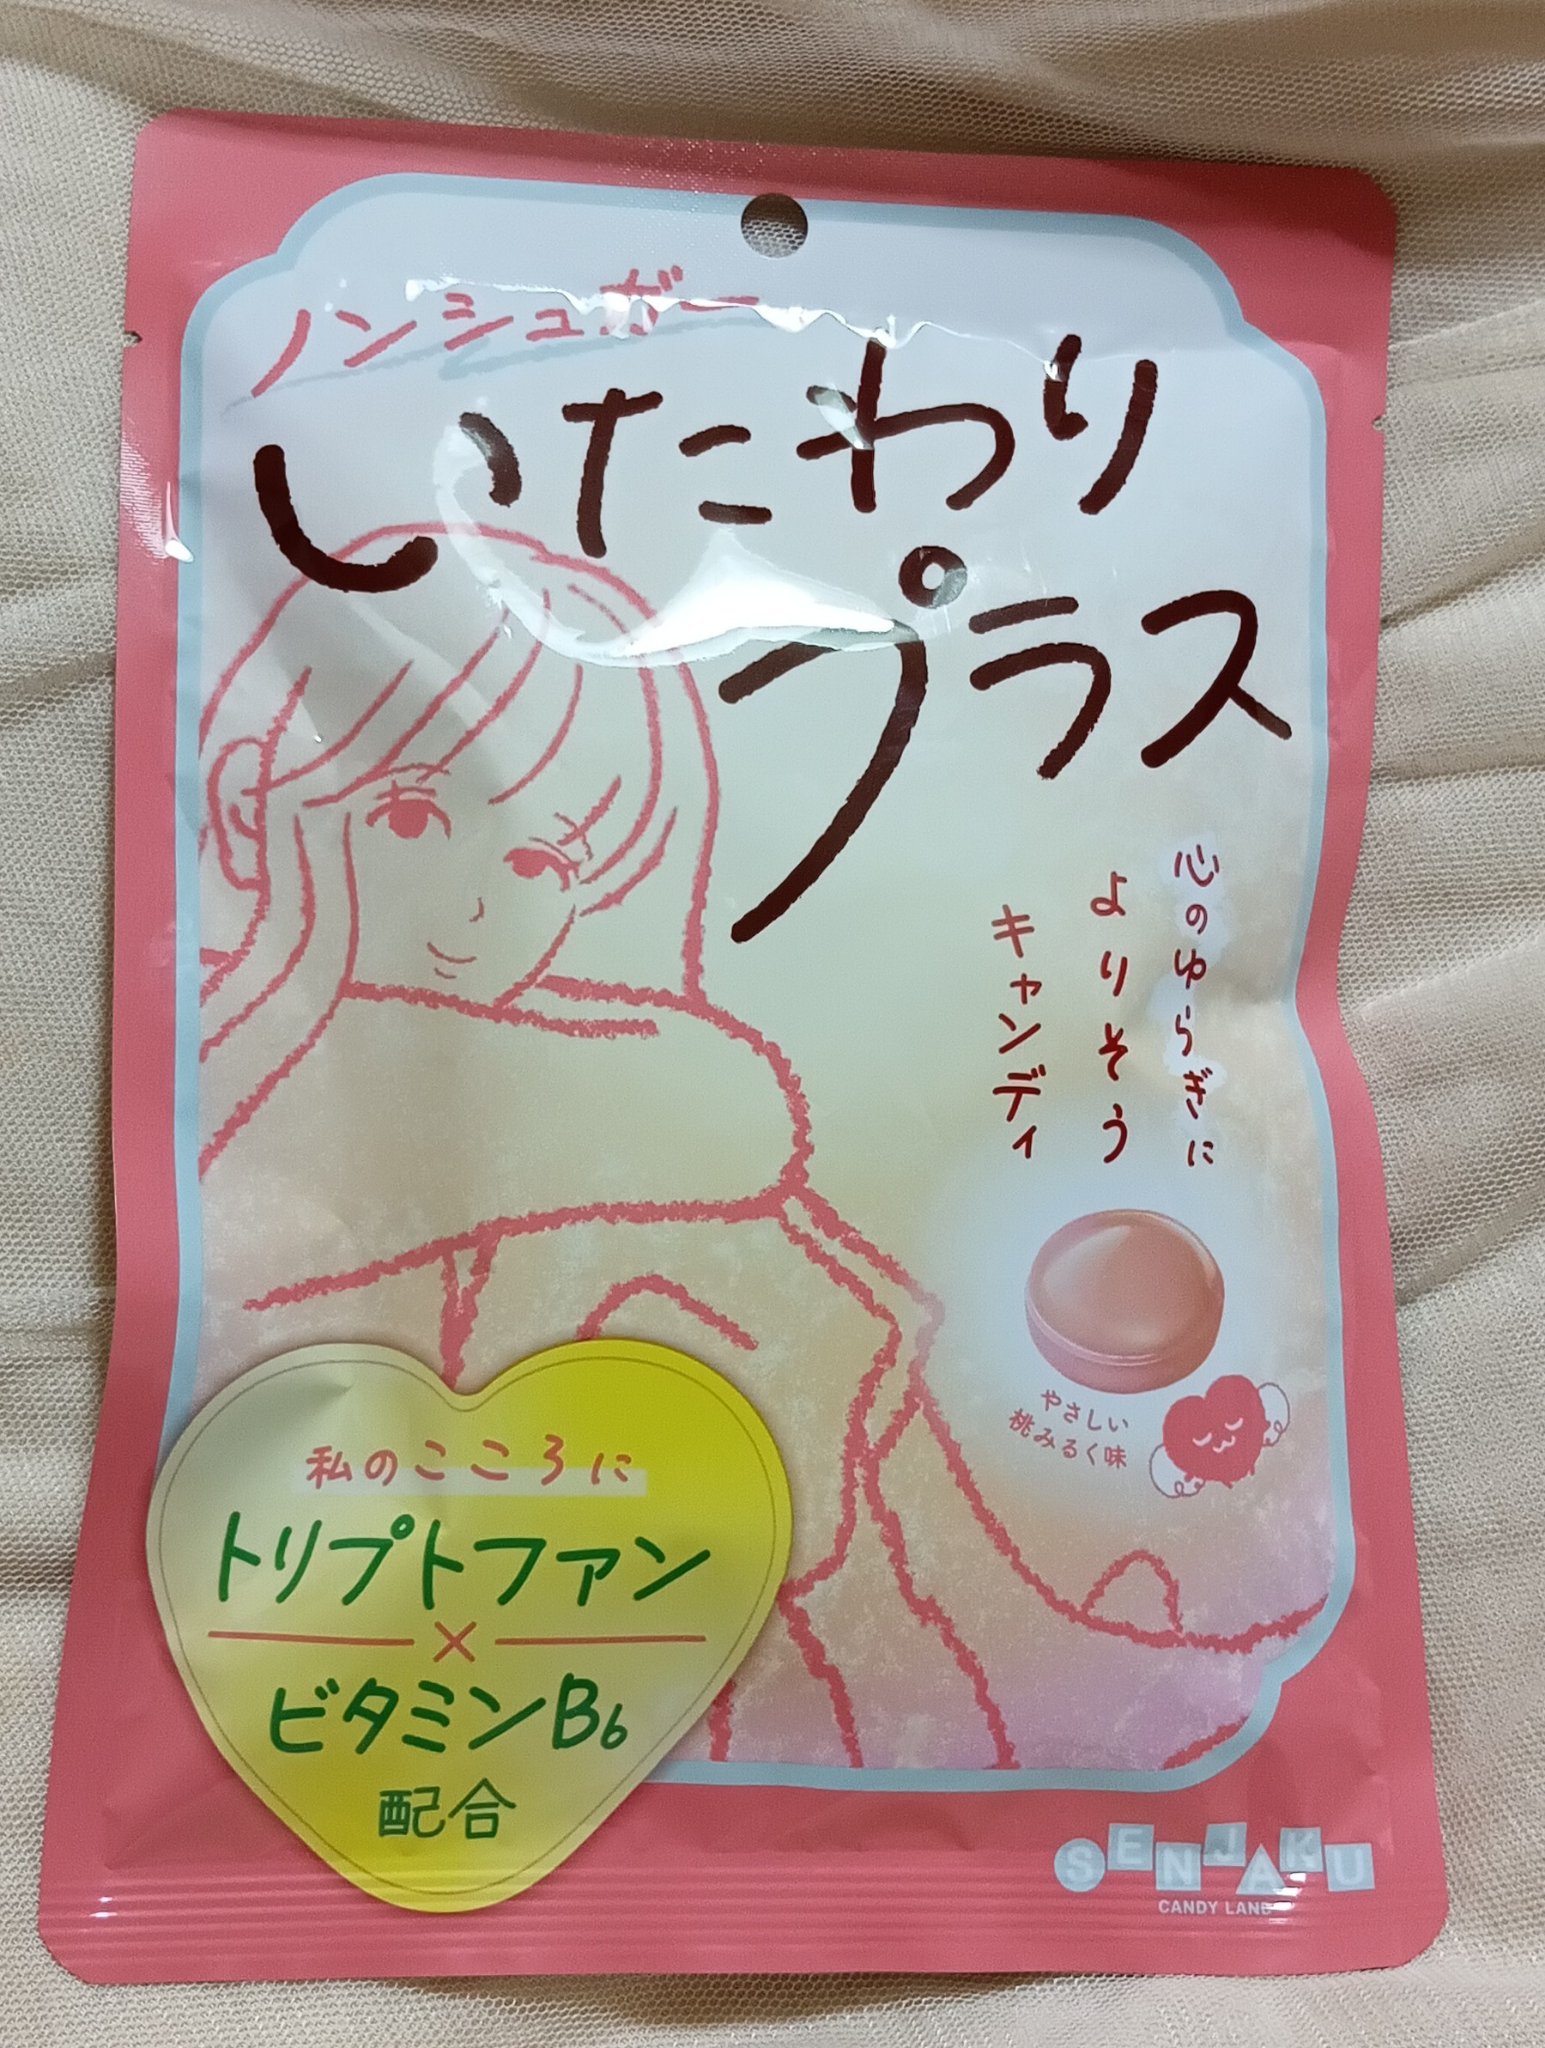 ノンシュガー
いたわり
プラス
心のゆらぎに
よりそう
キャンディ
やさしい
桃みるく味
私のこころに
トリプトファン
×
ビタミンB6
配合
SENJAKU
CANDY LAND